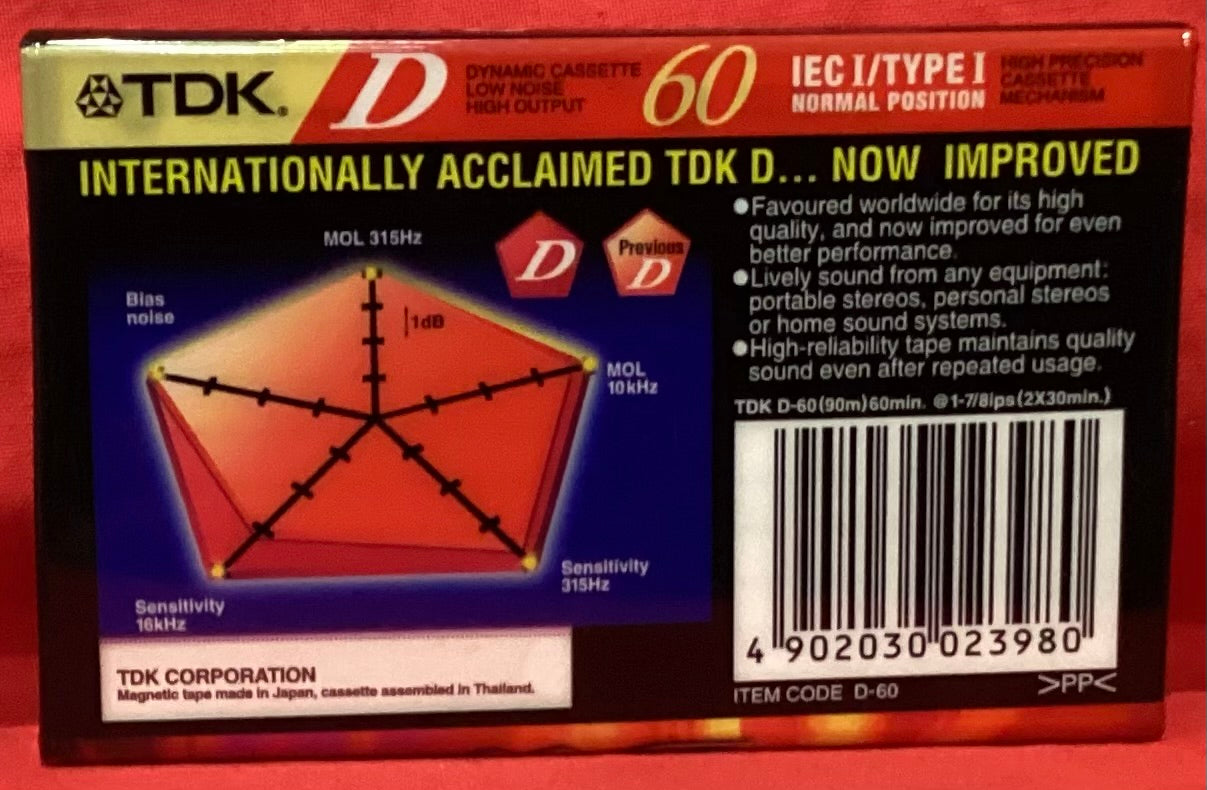 TDK.
D
DYNAMIC CASSETTE
LOW NOISE
HIGH OUTPUT
60
IEC I/TYPE I
NORMAL POSITION
HIGH PRECISION
CASSETTE
MECHANISM
INTERNATIONALLY ACCLAIMED TDK D... NOW IMPROVED
MOL 315Hz
D
Previous
D
Bias
noise
1dB
MOL
10kHz
Sensitivity
315Hz
Sensitivity
16kHz
●Favoured worldwide for its high
quality, and now improved for even
better performance.
●Lively sound from any equipment:
portable stereos, personal stereos
or home sound systems.
●High-reliability tape maintains quality
sound even after repeated usage.
TDK D-60(90m)60min. @1-7/8ips(2X30min.)
4 902030 023980
ITEM CODE D-60
>PP<
TDK CORPORATION
Magnetic tape made in Japan, cassette assembled in Thailand.